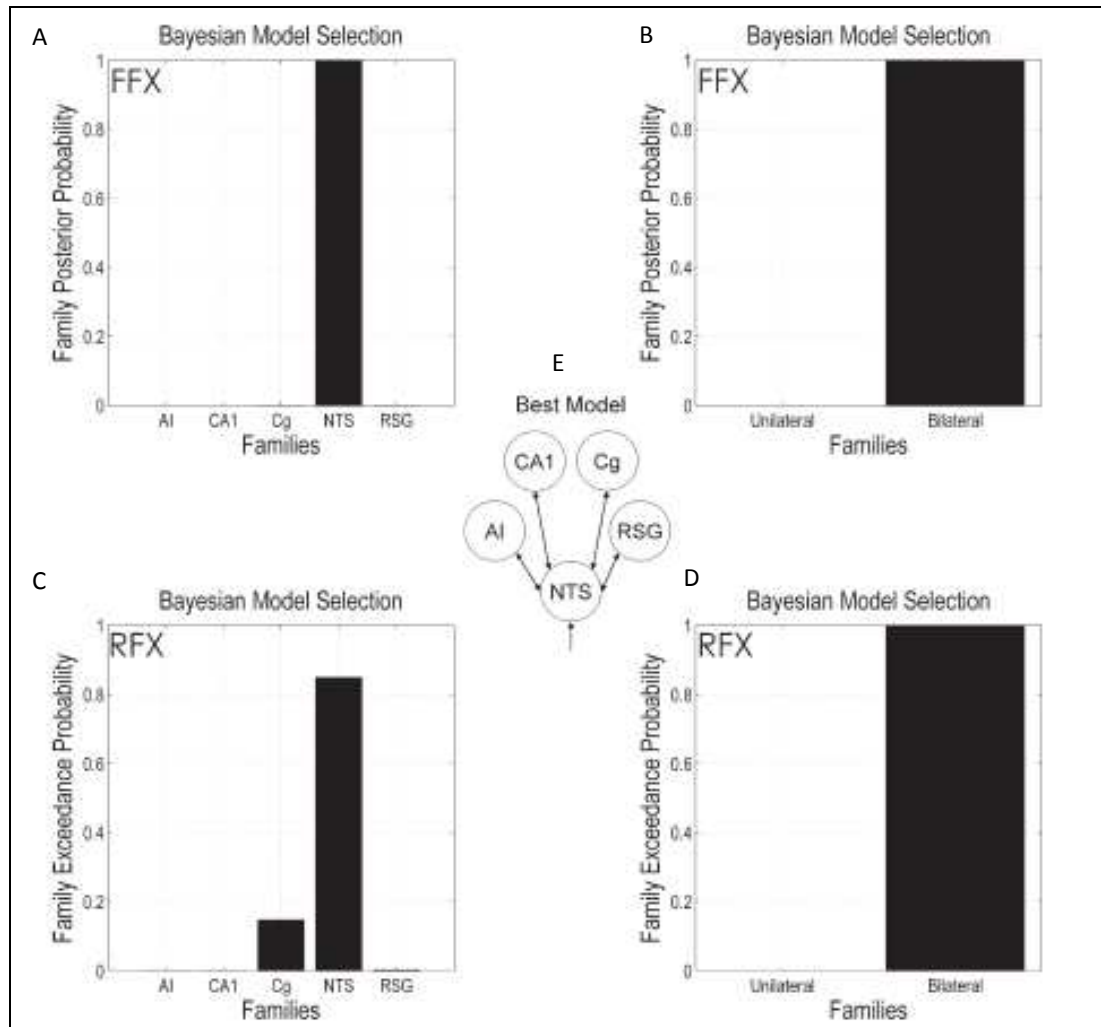 A
Bayesian Model Selection
FFX
Family Posterior Probability
1
0.8
0.6
0.4
0.2
0
AI CA1 Cg NTS RSG
Families
B
Bayesian Model Selection
FFX
Family Posterior Probability
1
0.8
0.6
0.4
0.2
0
Unilateral Bilateral
Families
E
Best Model
CA1 Cg
AI RSG
NTS
C
Bayesian Model Selection
RFX
Family Exceedance Probability
1
0.8
0.6
0.4
0.2
0
AI CA1 Cg NTS RSG
Families
D
Bayesian Model Selection
RFX
Family Exceedance Probability
1
0.8
0.6
0.4
0.2
0
Unilateral Bilateral
Families